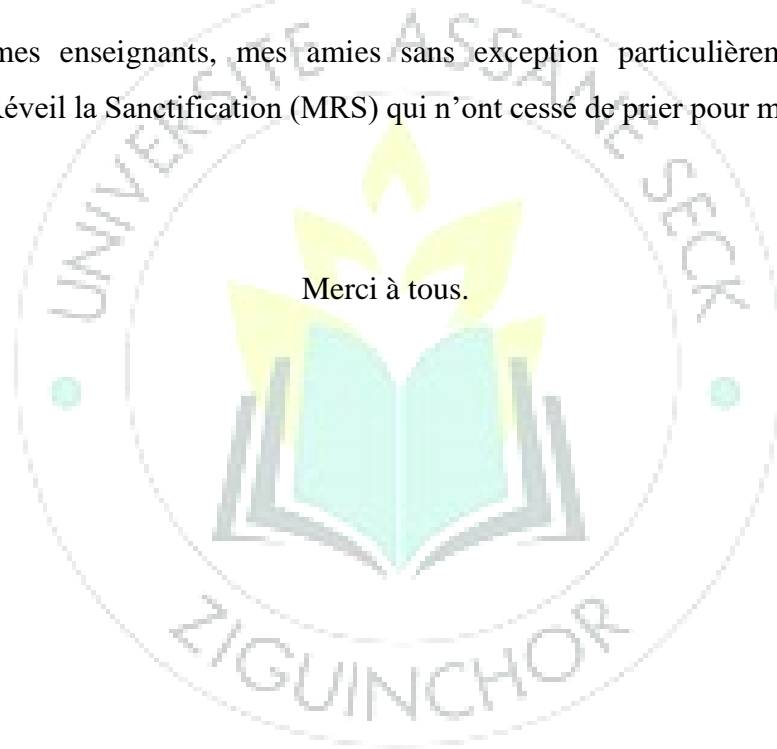 mes enseignants, mes amies sans exception particulièrem
Réveil la Sanctification (MRS) qui n’ont cessé de prier pour m
UNIVERSITE ASSANE SECK
Merci à tous.
ZIGUINCHOR